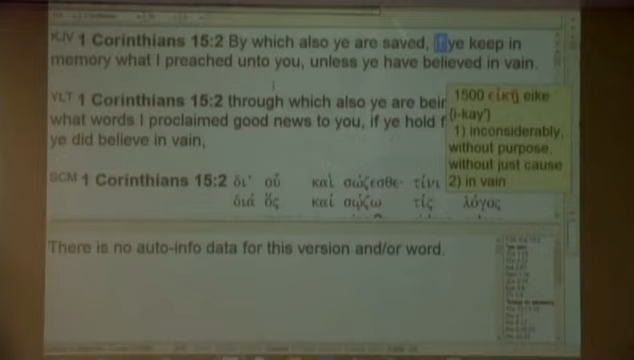 KJV 1 Corinthians 15:2 By which also ye are saved, if ye keep in
memory what I preached unto you, unless ye have believed in vain.
YLT 1 Corinthians 15:2 through which also ye are bein
what words I proclaimed good news to you, if ye hold f
ye did believe in vain,
1500 εἰκῆ eike
(i-kay')
1) inconsiderably,
without purpose,
without just cause
2) in vain
SCM 1 Corinthians 15:2 δι' οὗ καὶ σώζεσθε· τίνι
διά ὅς καί σῴζω τίς λόγος
There is no auto-info data for this version and/or word.